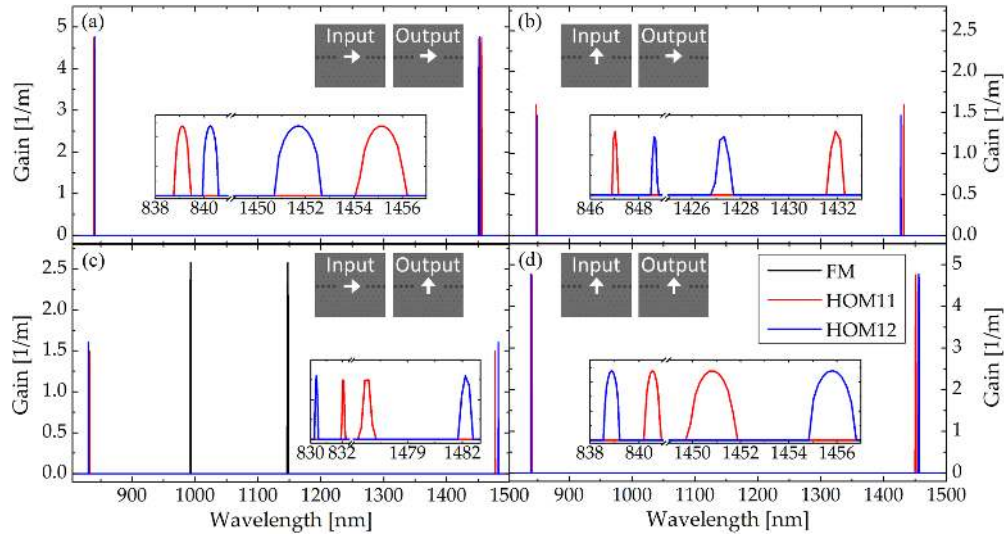 (a)
Input Output
5
4
3
2
1
0
Gain [1/m]
838 840 1450 1452 1454 1456
(b)
Input Output
2.5
2.0
1.5
1.0
0.5
0.0
Gain [1/m]
846 848 1426 1428 1430 1432
(c)
Input Output
2.5
2.0
1.5
1.0
0.5
0.0
Gain [1/m]
830 832 1479 1482
900 1000 1100 1200 1300 1400 1500
Wavelength [nm]
(d)
Input Output
FM
HOM11
HOM12
5
4
3
2
1
0
Gain [1/m]
838 840 1450 1452 1454 1456
900 1000 1100 1200 1300 1400 1500
Wavelength [nm]